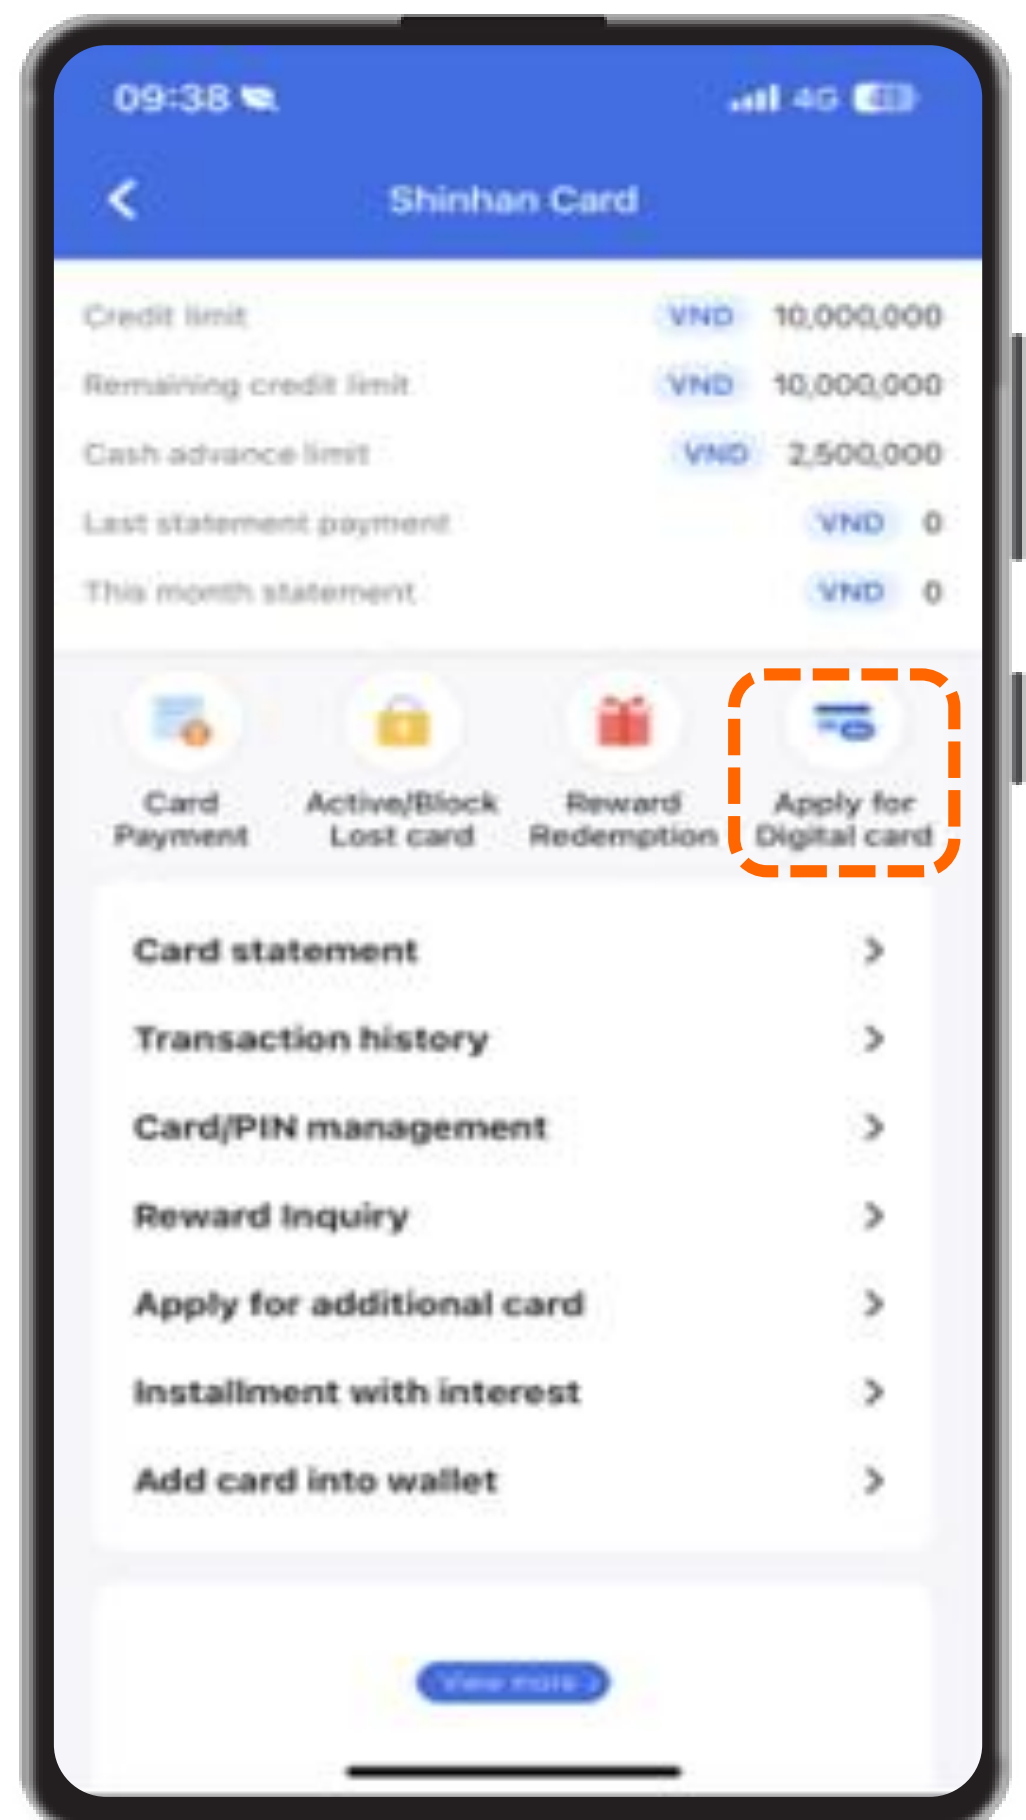 09:38
4G
Shinhan Card
Credit limit VND 10,000,000
Remaining credit limit VND 10,000,000
Cash advance limit VND 2,500,000
Last statement payment VND 0
This month statement VND 0
Card Payment
Active/Block Lost card
Reward Redemption
Apply for Digital card
Card statement
Transaction history
Card/PIN management
Reward Inquiry
Apply for additional card
Installment with interest
Add card into wallet
View more